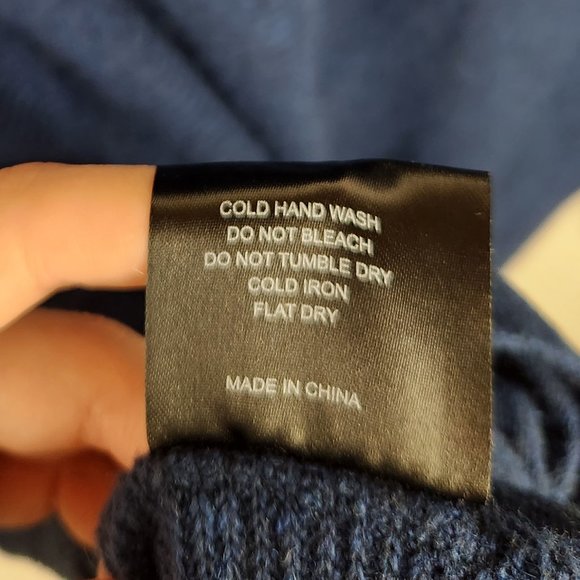 COLD HAND WASH
DO NOT BLEACH
DO NOT TUMBLE DRY
COLD IRON
FLAT DRY
MADE IN CHINA